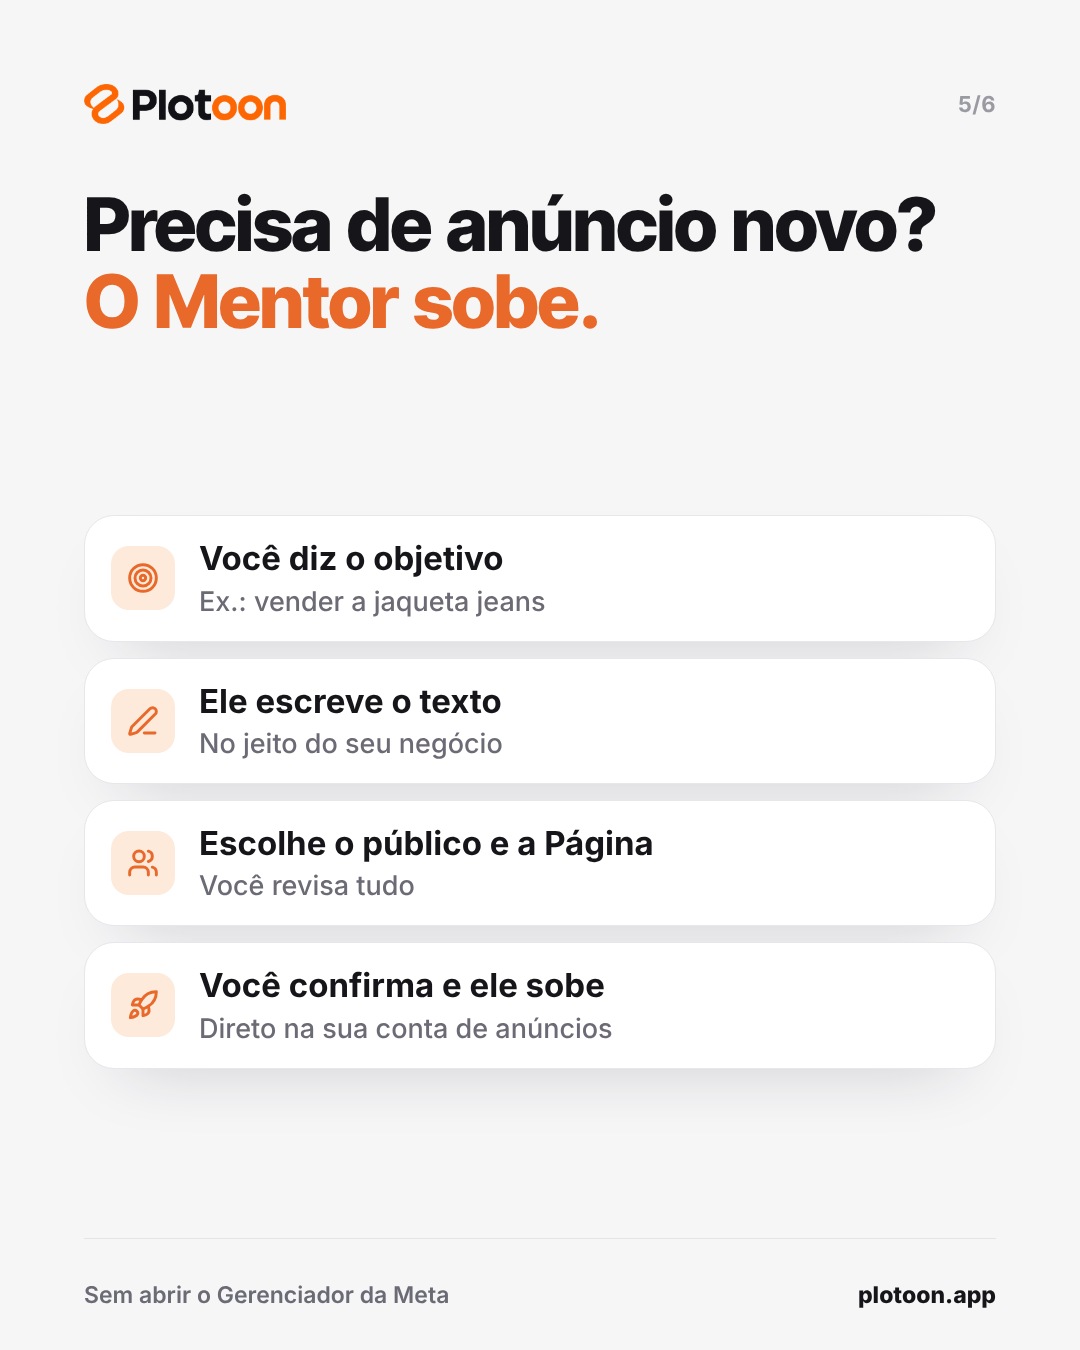 Plotoon
5/6
Precisa de anúncio novo?
O Mentor sobe.
Você diz o objetivo
Ex.: vender a jaqueta jeans
Ele escreve o texto
No jeito do seu negócio
Escolhe o público e a Página
Você revisa tudo
Você confirma e ele sobe
Direto na sua conta de anúncios
Sem abrir o Gerenciador da Meta
plotoon.app